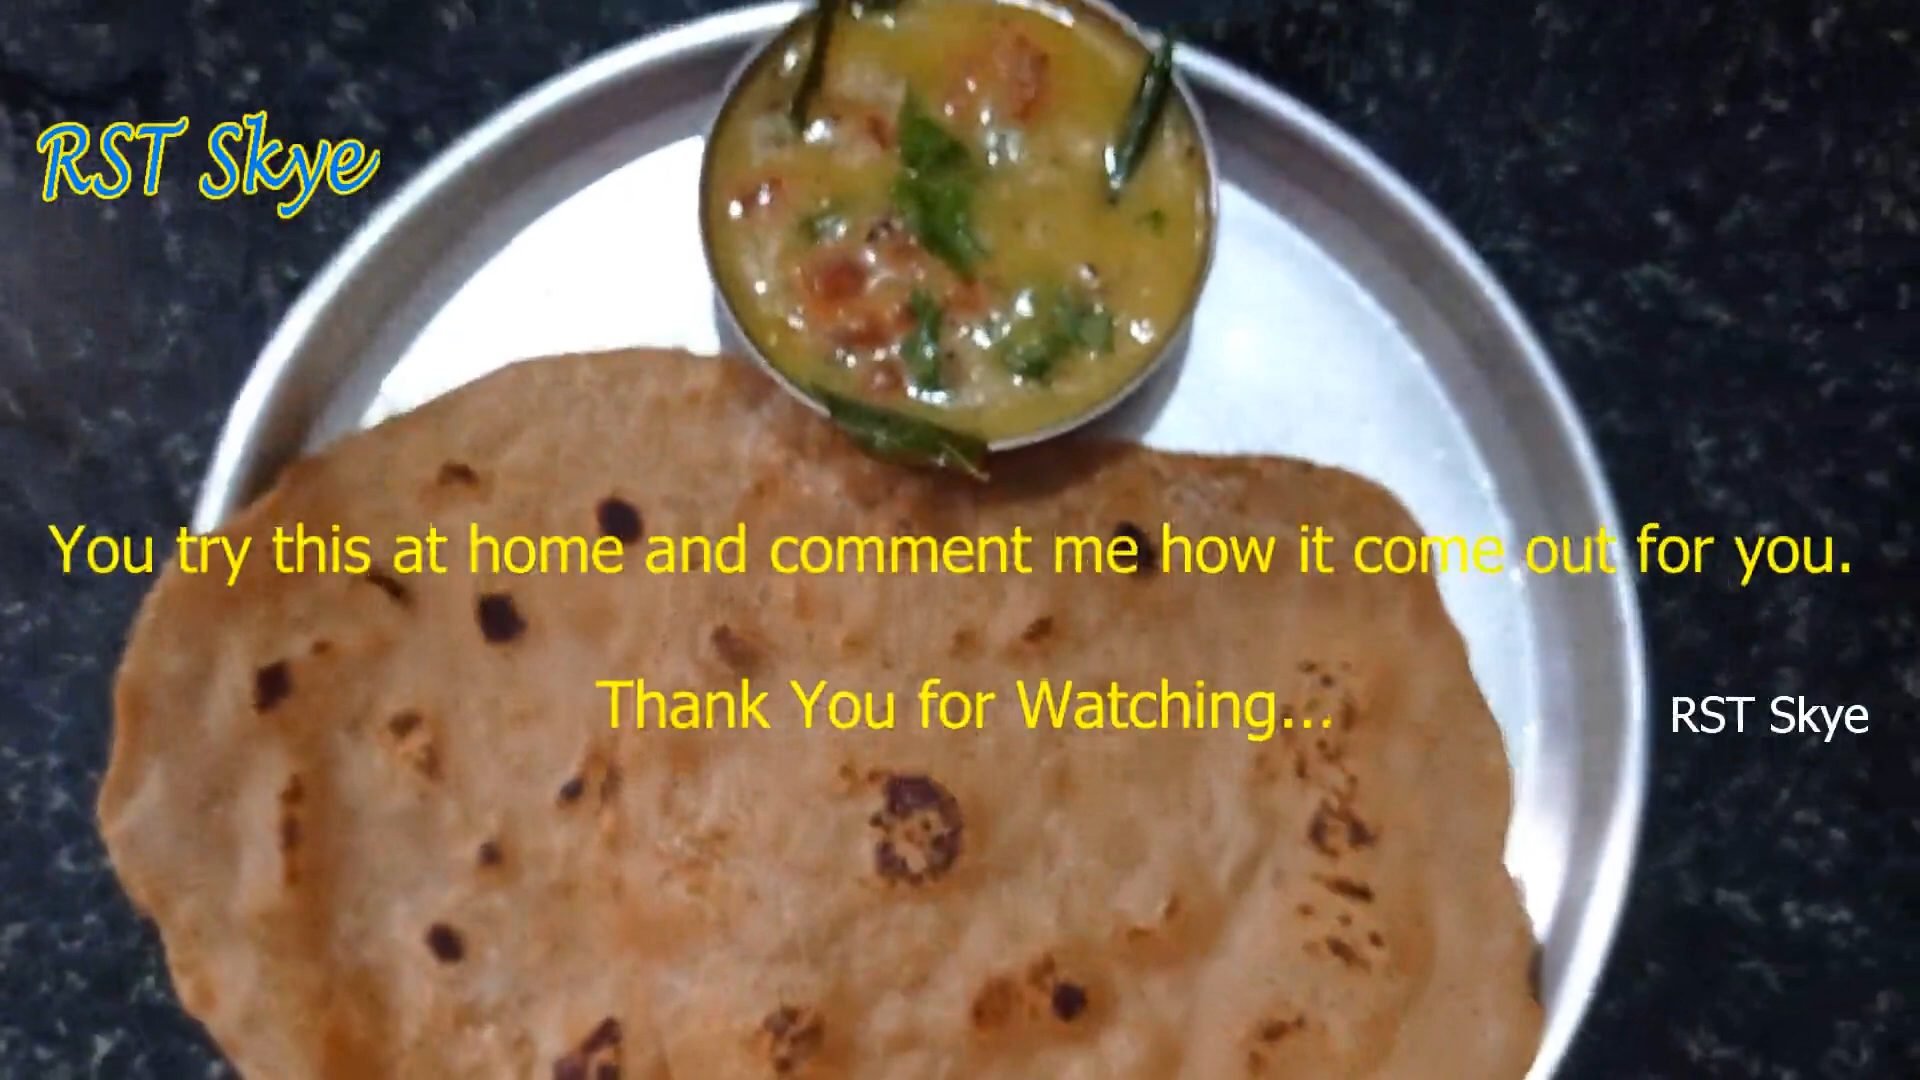 RST Skye
You try this at home and comment me how it come out for you.
Thank You for Watching...
RST Skye